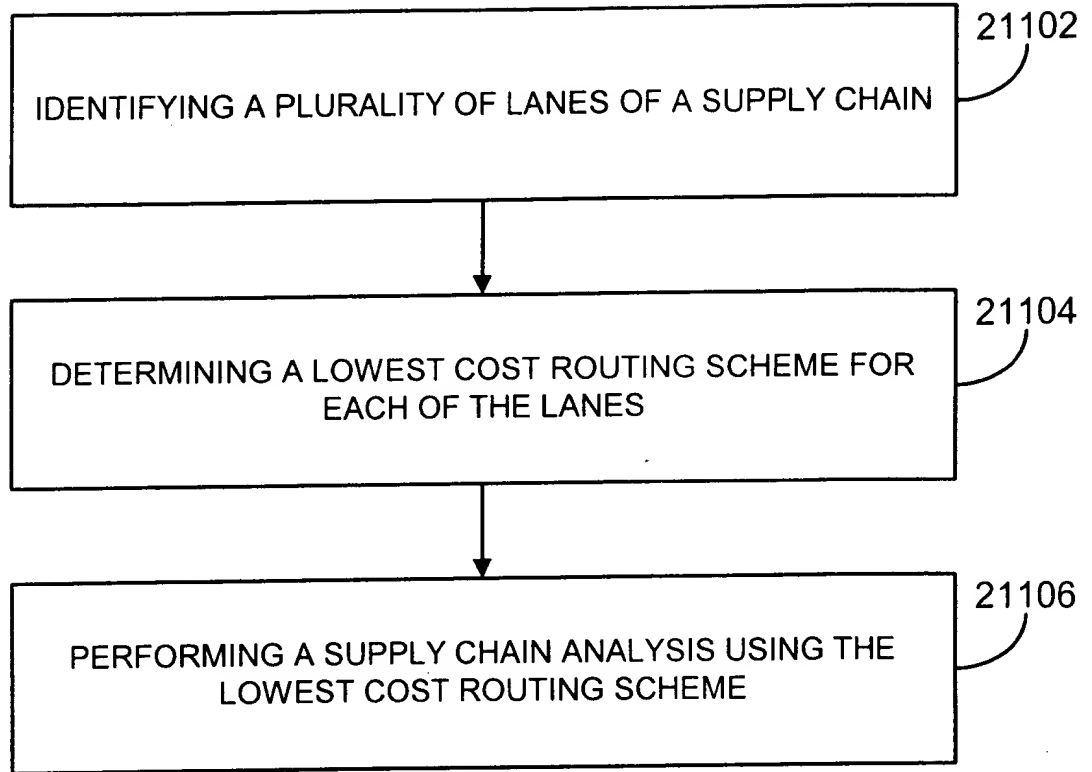 21102
IDENTIFYING A PLURALITY OF LANES OF A SUPPLY CHAIN
21104
DETERMINING A LOWEST COST ROUTING SCHEME FOR
EACH OF THE LANES
21106
PERFORMING A SUPPLY CHAIN ANALYSIS USING THE
LOWEST COST ROUTING SCHEME